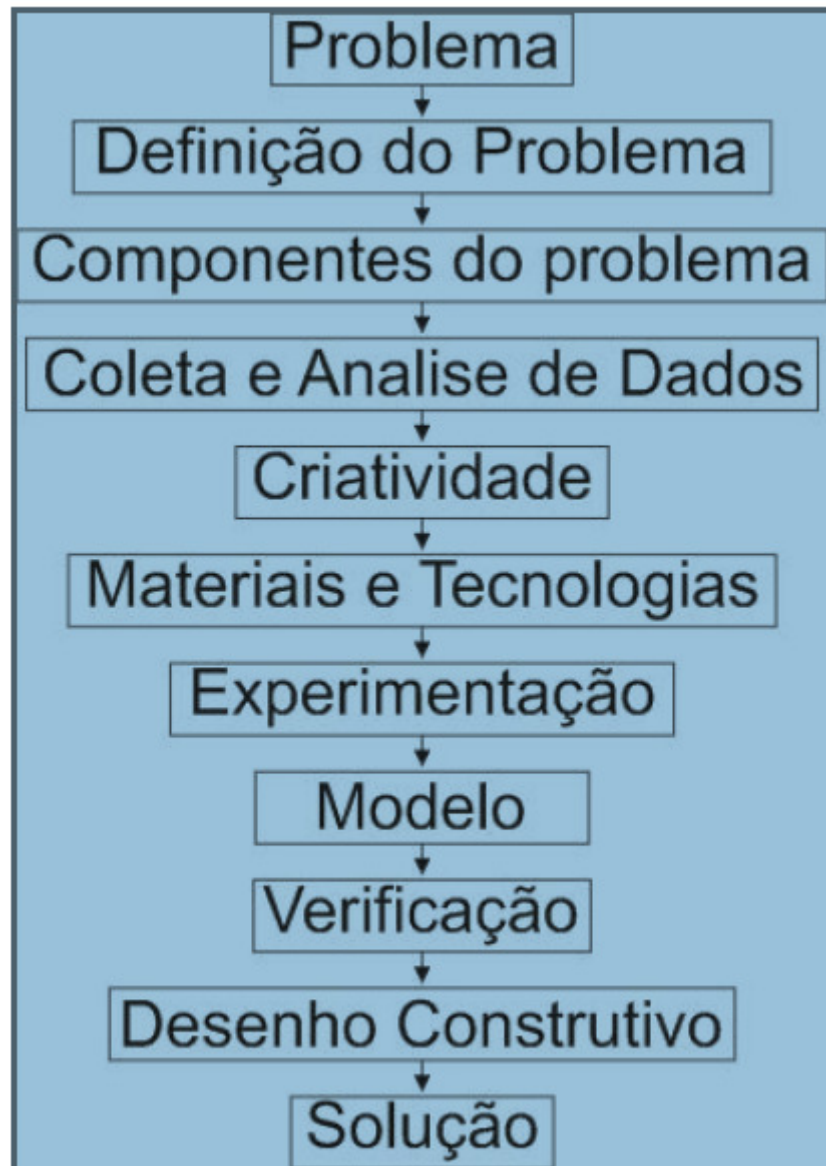 Problema
Definição do Problema
Componentes do problema
Coleta e Analise de Dados
Criatividade
Materiais e Tecnologias
Experimentação
Modelo
Verificação
Desenho Construtivo
Solução